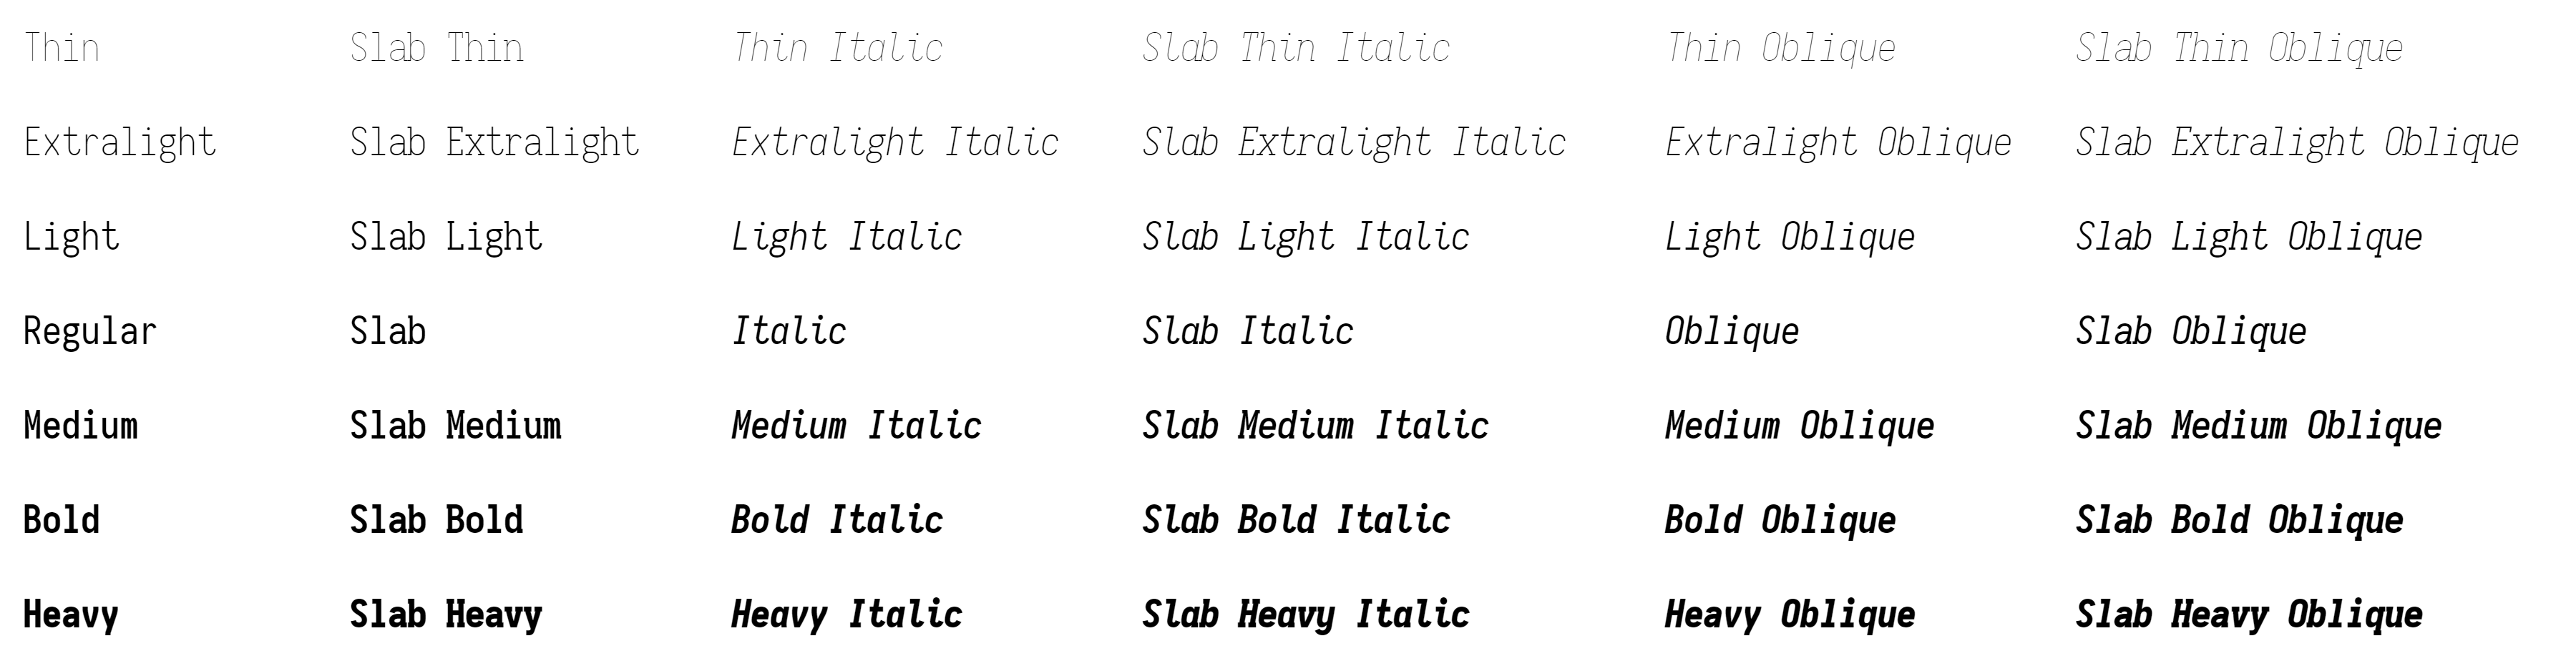 Thin Slab Thin Thin Italic Slab Thin Italic Thin Oblique Slab Thin Oblique
Extralight Slab Extralight Extralight Italic Slab Extralight Italic Extralight Oblique Slab Extralight Oblique
Light Slab Light Light Italic Slab Light Italic Light Oblique Slab Light Oblique
Regular Slab Italic Slab Italic Oblique Slab Oblique
Medium Slab Medium Medium Italic Slab Medium Italic Medium Oblique Slab Medium Oblique
Bold Slab Bold Bold Italic Slab Bold Italic Bold Oblique Slab Bold Oblique
Heavy Slab Heavy Heavy Italic Slab Heavy Italic Heavy Oblique Slab Heavy Oblique